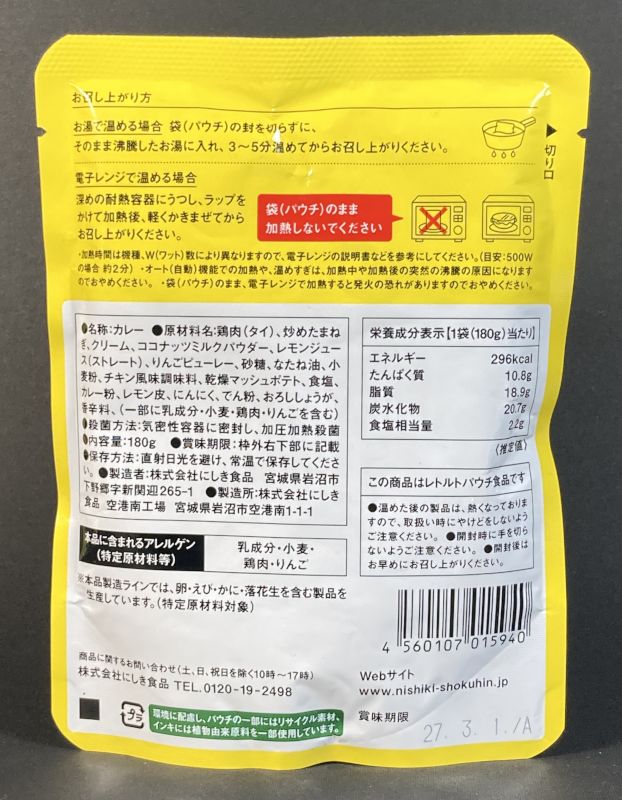 お召し上がり方
お湯で温める場合 袋(パウチ)の封を切らずに、
そのまま沸騰したお湯に入れ、3〜5分温めてからお召し上がりください。
切り口
電子レンジで温める場合
深めの耐熱容器にうつし、ラップを
かけて加熱後、軽くかきまぜてから
お召し上がりください。
袋(パウチ)のまま
加熱しないでください
・加熱時間は機種、W(ワット)数により異なりますので、電子レンジの説明書などを参考にしてください。(目安:500W
の場合 約2分) ・オート(自動)機能での加熱や、温めすぎは、加熱中や加熱後の突然の沸騰の原因になります
のでおやめください。 ・袋(パウチ)のまま、電子レンジで加熱すると発火の恐れがありますのでおやめください。
●名称:カレー ●原材料名:鶏肉(タイ)、炒めたまね
ぎ、クリーム、ココナッツミルクパウダー、レモンジュー
ス(ストレート)、りんごピューレー、砂糖、なたね油、小
麦粉、チキン風味調味料、乾燥マッシュポテト、食塩、
カレー粉、レモン皮、にんにく、でん粉、おろししょうが、
香辛料、(一部に乳成分・小麦・鶏肉・りんごを含む)
●殺菌方法:気密性容器に密封し、加圧加熱殺菌
●内容量:180g ●賞味期限:枠外右下部に記載
●保存方法:直射日光を避け、常温で保存してくださ
い。 ●製造者:株式会社にしき 宮城県岩沼市
下野郷字新関迎265-1 ●製造所:株式会社にしき
食品 空港南工場 宮城県岩沼市空港南1-1-1
栄養成分表示【1袋(180g)当たり】
エネルギー 296kcal
たんぱく質 10.8g
脂質 18.9g
炭水化物 20.7g
食塩相当量 2.2g
(推定値)
この商品はレトルトパウチ食品です
●温めた後の製品は、熱くなっておりま
すので、取扱い時にやけどをしないよう
ご注意ください。 ●開封時に手を切ら
ないようご注意ください。 ●開封後は
お早めにお召し上がりください。
本品に含まれるアレルゲン
(特定原材料等)
乳成分・小麦・
鶏肉・りんご
※本品製造ラインでは、卵・えび・かに・落花生を含む製品を
生産しています。(特定原材料対象)
4 560107 015940
商品に関するお問い合わせ(土、日、祝日を除く10時〜17時)
株式会社にしき食品 TEL.0120-19-2498
Webサイト
www.nishiki-shokuhin.jp
プラ
環境に配慮し、パウチの一部にはリサイクル素材、
インキには植物由来原料を一部使用しています。
賞味期限
27. 3. 1./A